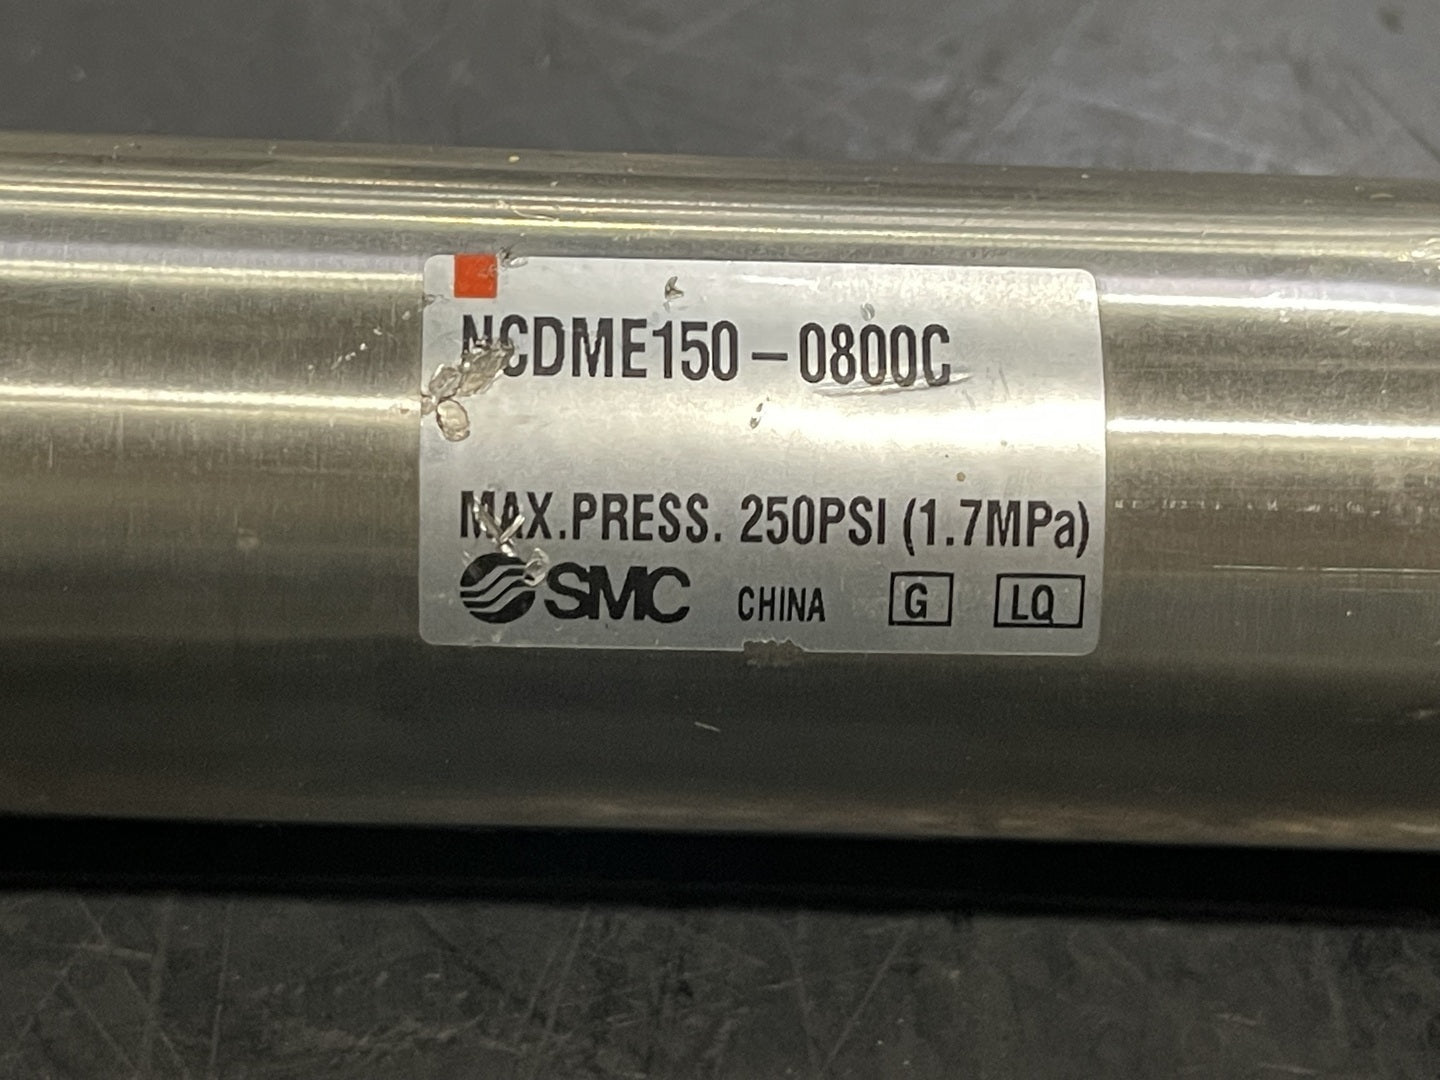 NCDME150-0800C
MAX.PRESS. 250PSI (1.7MPa)
SMC CHINA G LQ